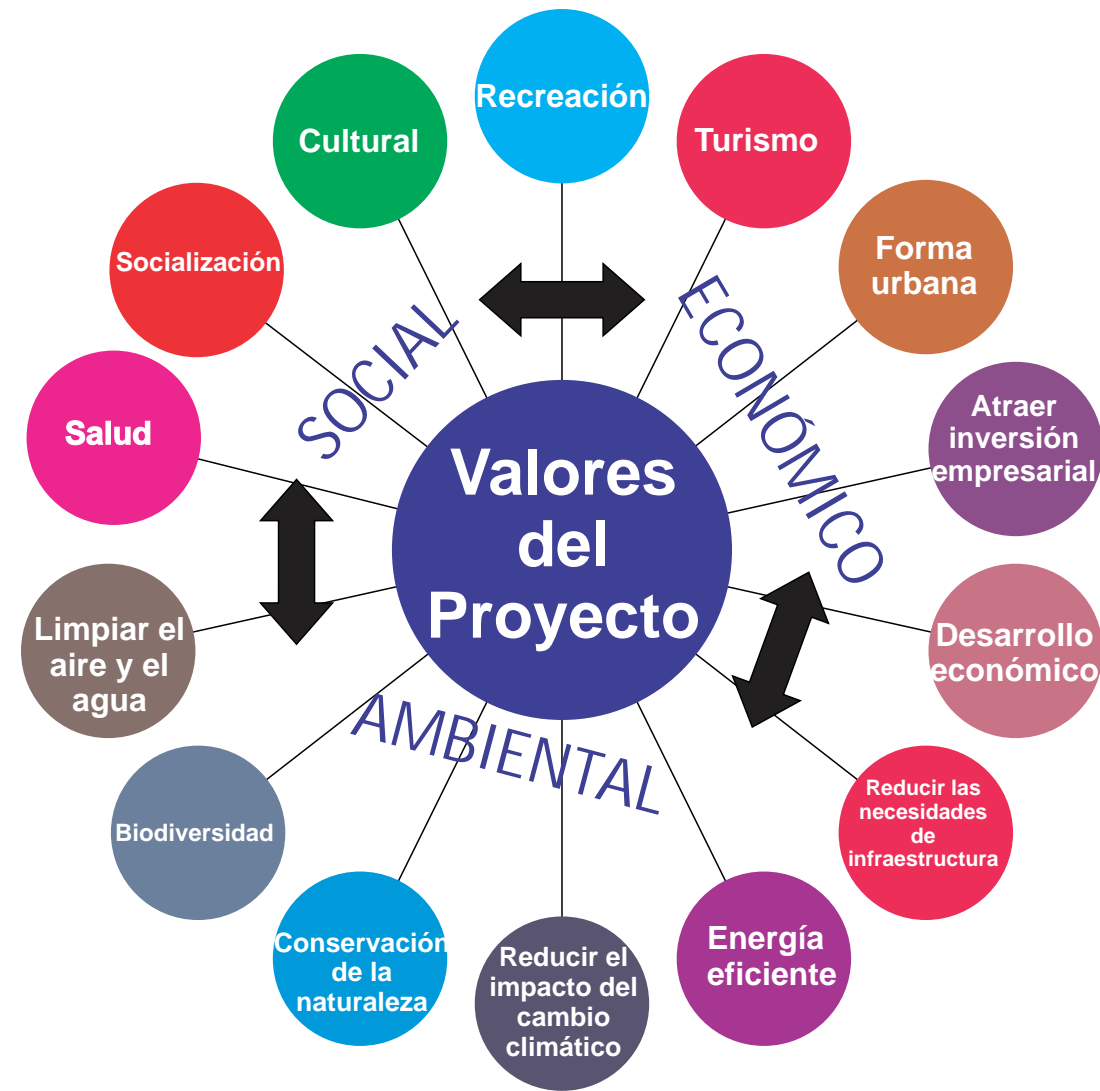 Recreación
Turismo
Forma
urbana
Atraer
inversión
empresarial
Desarrollo
económico
Reducir las
necesidades
de
infraestructura
Energía
eficiente
Reducir el
impacto del
cambio
climático
Conservación
de la
naturaleza
Biodiversidad
Limpiar el
aire y el
agua
Salud
Socialización
Cultural
SOCIAL
ECONÓMICO
AMBIENTAL
Valores
del
Proyecto